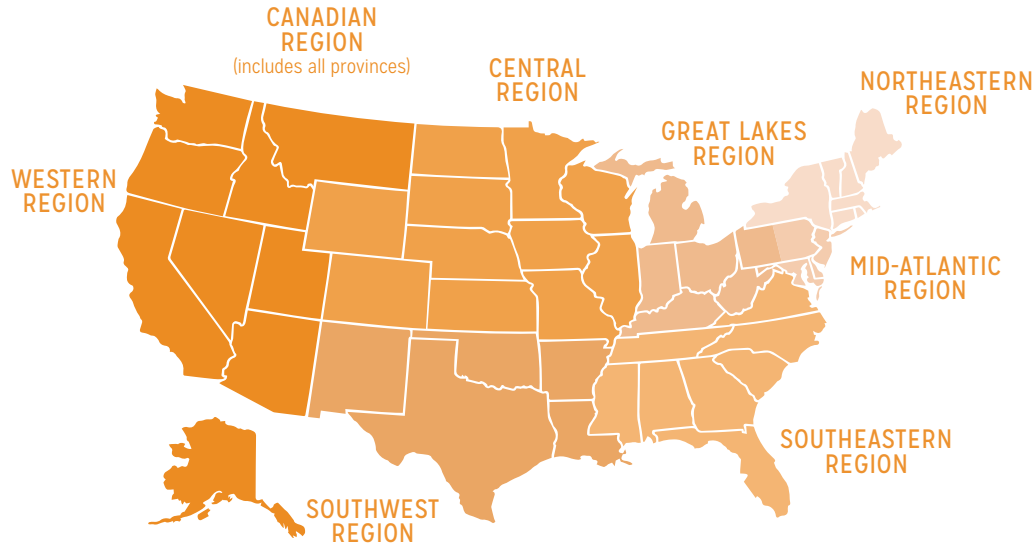 CANADIAN
REGION
(includes all provinces)
CENTRAL
REGION
NORTHEASTERN
REGION
GREAT LAKES
REGION
WESTERN
REGION
MID-ATLANTIC
REGION
SOUTHEASTERN
REGION
SOUTHWEST
REGION